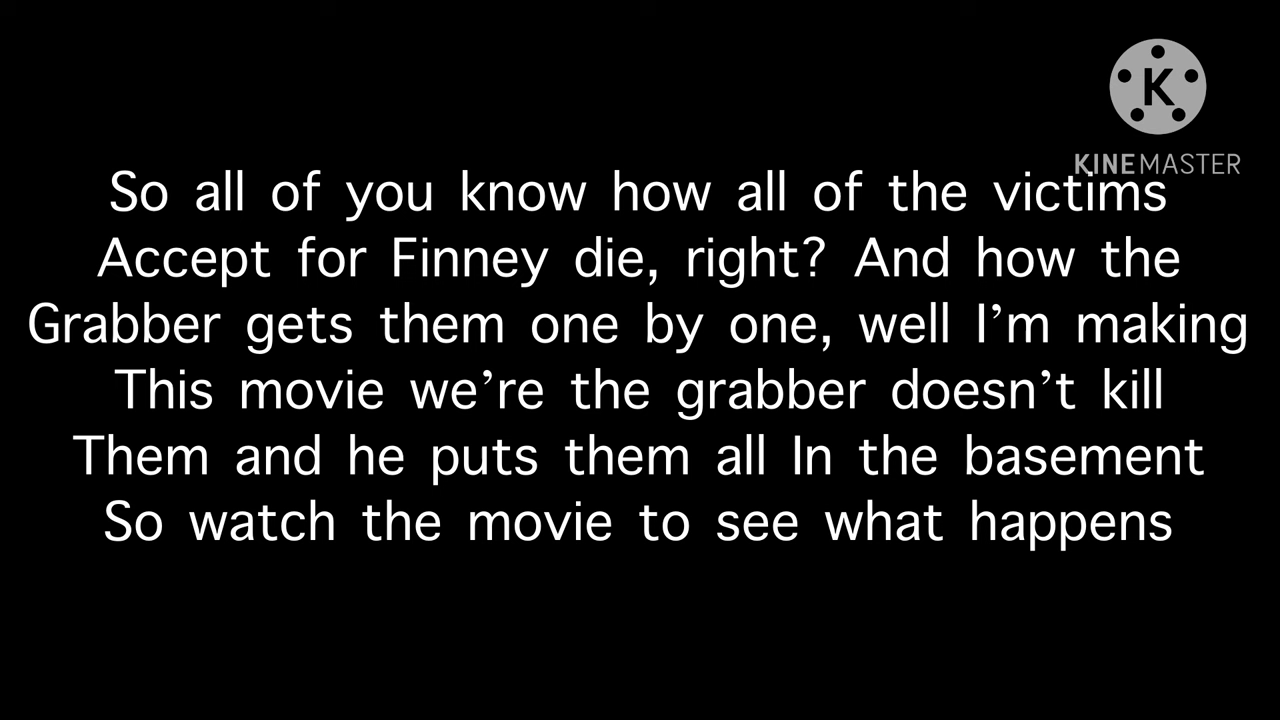 K
KINEMASTER
So all of you know how all of the victims
Accept for Finney die, right? And how the
Grabber gets them one by one, well I’m making
This movie we’re the grabber doesn’t kill
Them and he puts them all In the basement
So watch the movie to see what happens